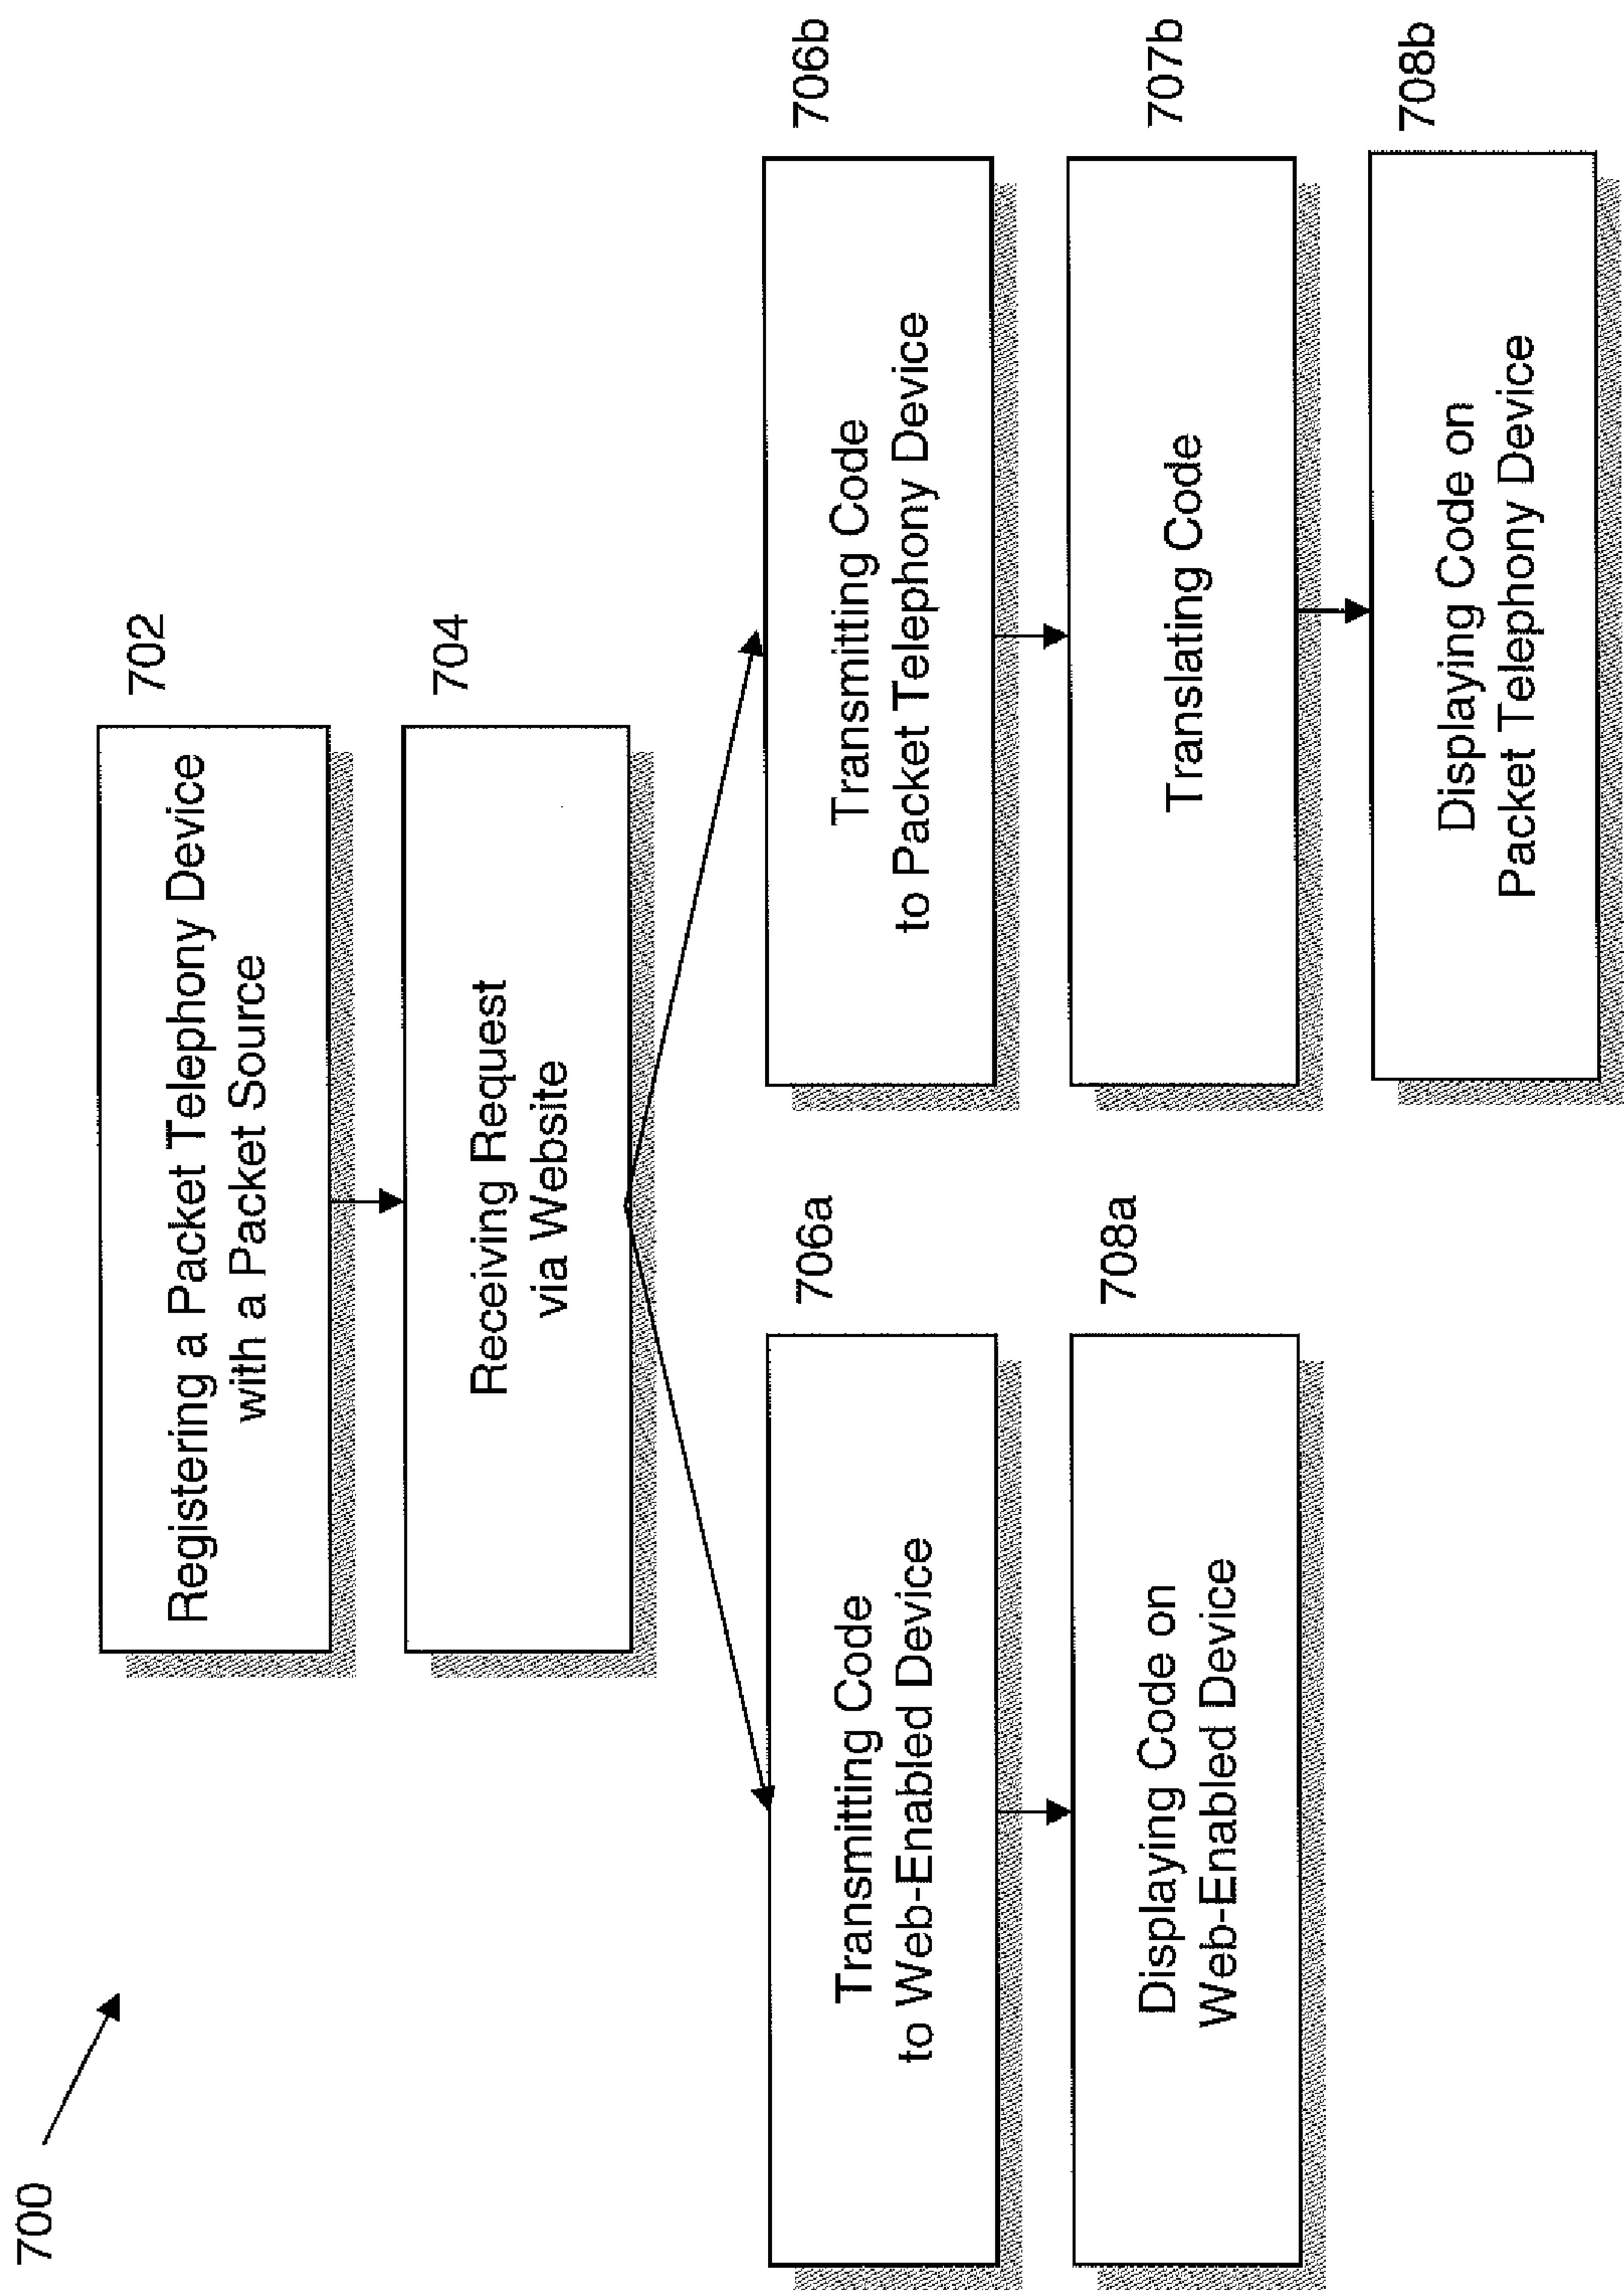 700
Registering a Packet Telephony Device
with a Packet Source
702
Receiving Request
via Website
704
Transmitting Code
to Web-Enabled Device
706a
Displaying Code on
Web-Enabled Device
708a
Transmitting Code
to Packet Telephony Device
706b
Translating Code
707b
Displaying Code on
Packet Telephony Device
708b